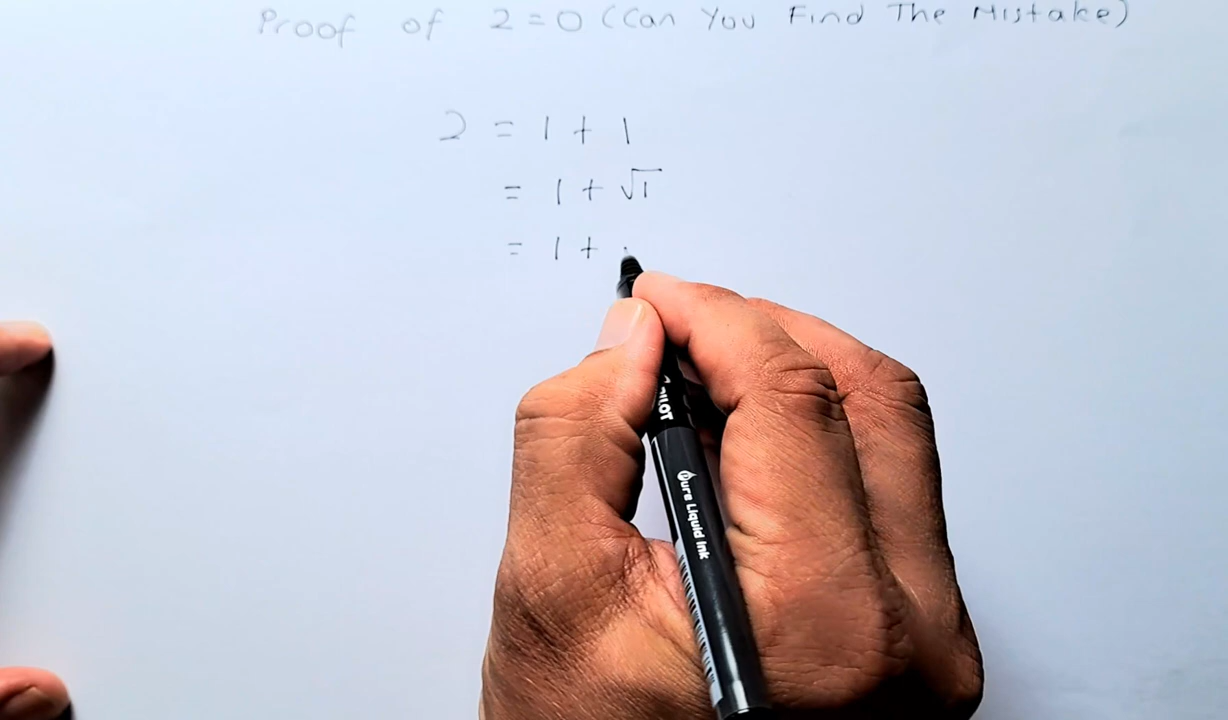 Proof of 2=0 (Can You Find The Mistake)
2 = 1 + 1
= 1 + √1
= 1 +
PILOT
Pure Liquid Ink